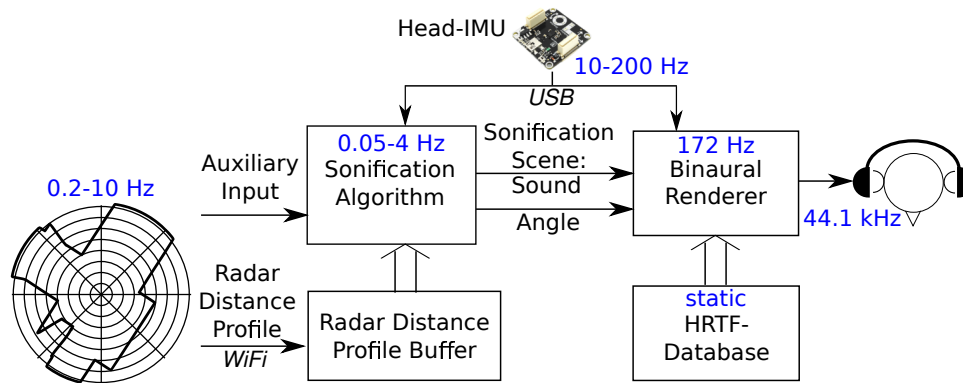 Head-IMU
10-200 Hz
USB
0.05-4 Hz
Sonification
Algorithm
Sonification
Scene:
Sound
Angle
172 Hz
Binaural
Renderer
44.1 kHz
Auxiliary
Input
0.2-10 Hz
Radar
Distance
Profile
WiFi
Radar Distance
Profile Buffer
static
HRTF-
Database